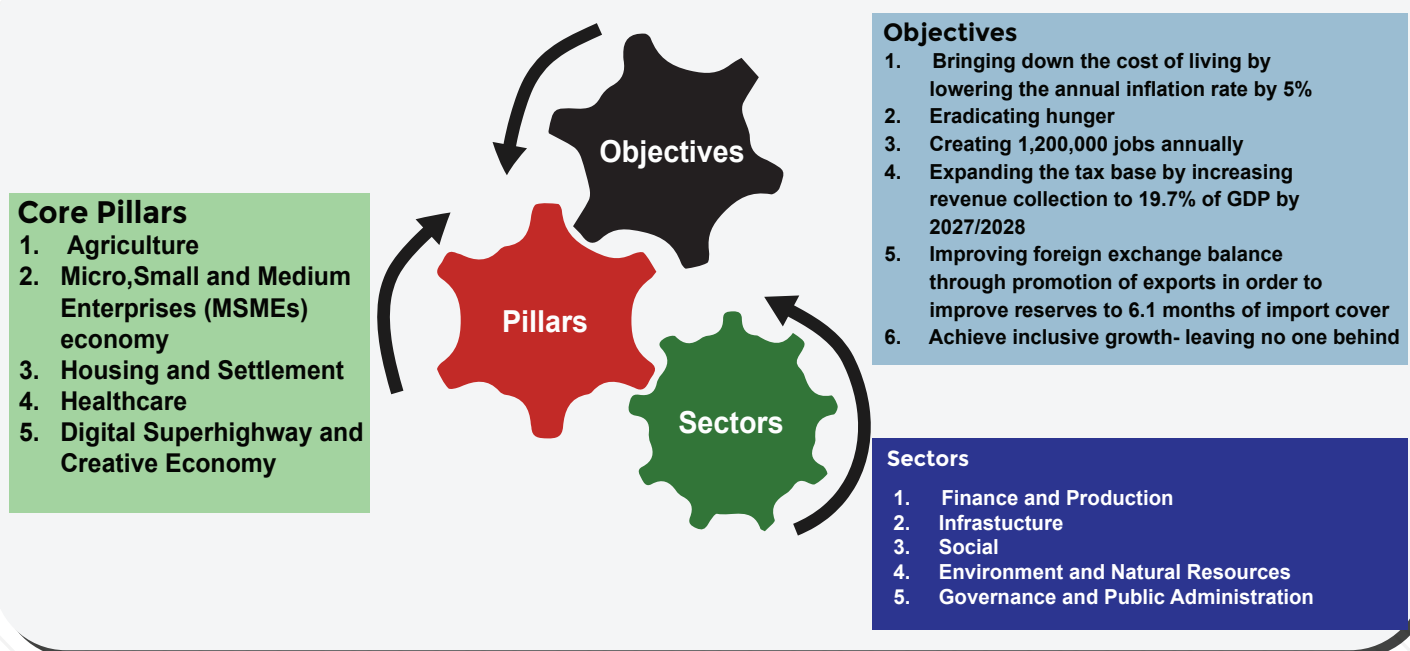 Core Pillars
1. Agriculture
2. Micro,Small and Medium
Enterprises (MSMEs)
economy
3. Housing and Settlement
4. Healthcare
5. Digital Superhighway and
Creative Economy
Objectives
Pillars
Sectors
Objectives
1. Bringing down the cost of living by
lowering the annual inflation rate by 5%
2. Eradicating hunger
3. Creating 1,200,000 jobs annually
4. Expanding the tax base by increasing
revenue collection to 19.7% of GDP by
2027/2028
5. Improving foreign exchange balance
through promotion of exports in order to
improve reserves to 6.1 months of import cover
6. Achieve inclusive growth- leaving no one behind
Sectors
1. Finance and Production
2. Infrastucture
3. Social
4. Environment and Natural Resources
5. Governance and Public Administration